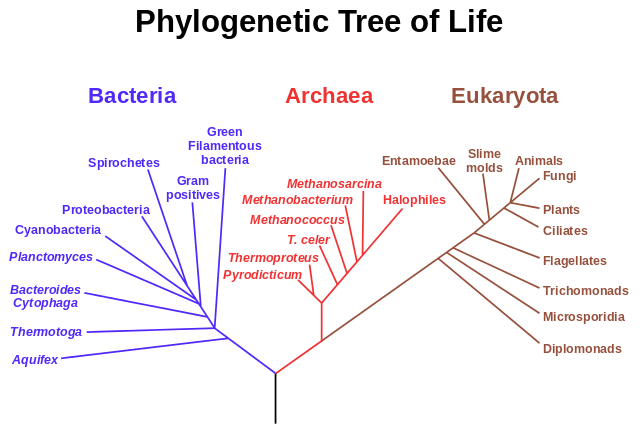 Phylogenetic Tree of Life
Bacteria
Archaea
Eukaryota
Green
Filamentous
bacteria
Spirochetes
Gram
positives
Proteobacteria
Cyanobacteria
Planctomyces
Bacteroides
Cytophaga
Thermotoga
Aquifex
Methanosarcina
Methanobacterium
Halophiles
Methanococcus
T. celer
Thermoproteus
Pyrodicticum
Entamoebae
Slime
molds
Animals
Fungi
Plants
Ciliates
Flagellates
Trichomonads
Microsporidia
Diplomonads